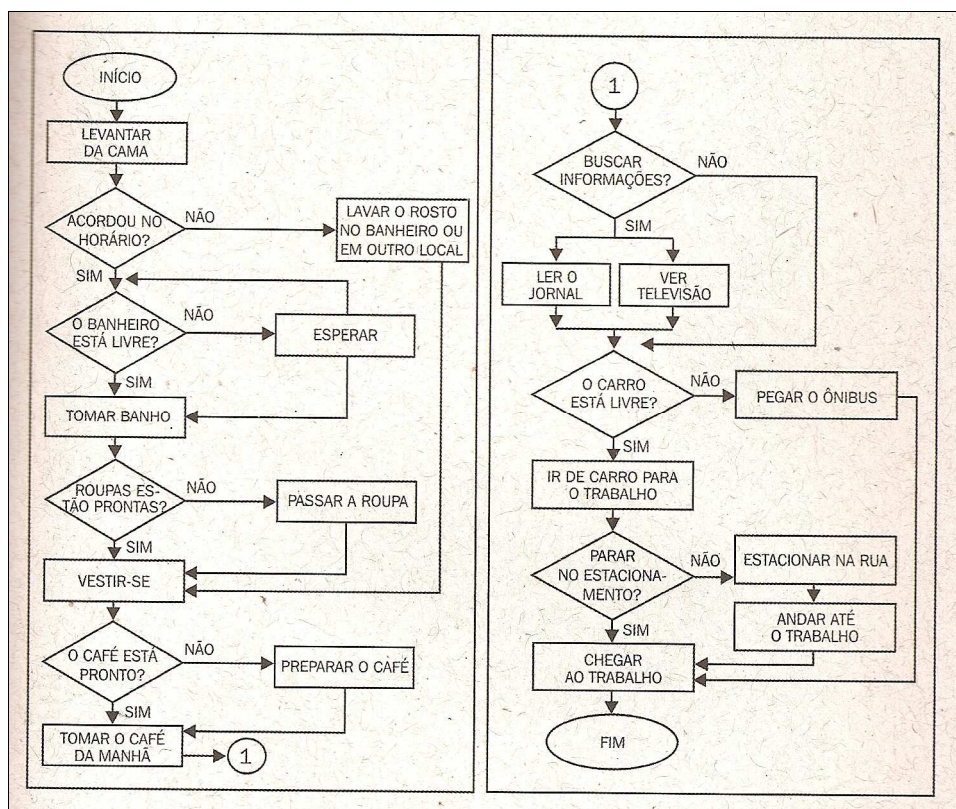 INÍCIO
LEVANTAR
DA CAMA
ACORDOU NO
HORÁRIO?
NÃO
LAVAR O ROSTO
NO BANHEIRO OU
EM OUTRO LOCAL
SIM
O BANHEIRO
ESTÁ LIVRE?
NÃO
ESPERAR
SIM
TOMAR BANHO
ROUPAS ES-
TÃO PRONTAS?
NÃO
PASSAR A ROUPA
SIM
VESTIR-SE
O CAFÉ ESTÁ
PRONTO?
NÃO
PREPARAR O CAFÉ
SIM
TOMAR O CAFÉ
DA MANHÃ
1
1
BUSCAR
INFORMAÇÕES?
NÃO
SIM
LER O
JORNAL
VER
TELEVISÃO
O CARRO
ESTÁ LIVRE?
NÃO
PEGAR O ÔNIBUS
SIM
IR DE CARRO PARA
O TRABALHO
PARAR
NO ESTACIONA-
MENTO?
NÃO
ESTACIONAR NA RUA
ANDAR ATÉ
O TRABALHO
SIM
CHEGAR
AO TRABALHO
FIM